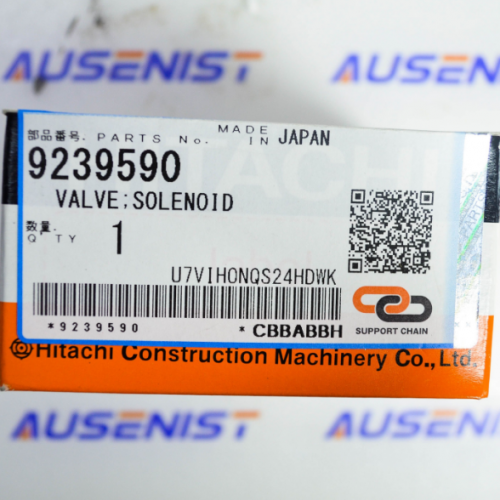 AUSENIST AUSENIST
部品番号. PARTS No. MADE IN JAPAN
9239590
VALVE;SOLENOID
数量.
Q'TY 1
U7VIHONQS24HDWK
*9239590 * CBBABBH
SUPPORT CHAIN
Hitachi Construction Machinery Co., Ltd.
AUSENIST AUSENIST